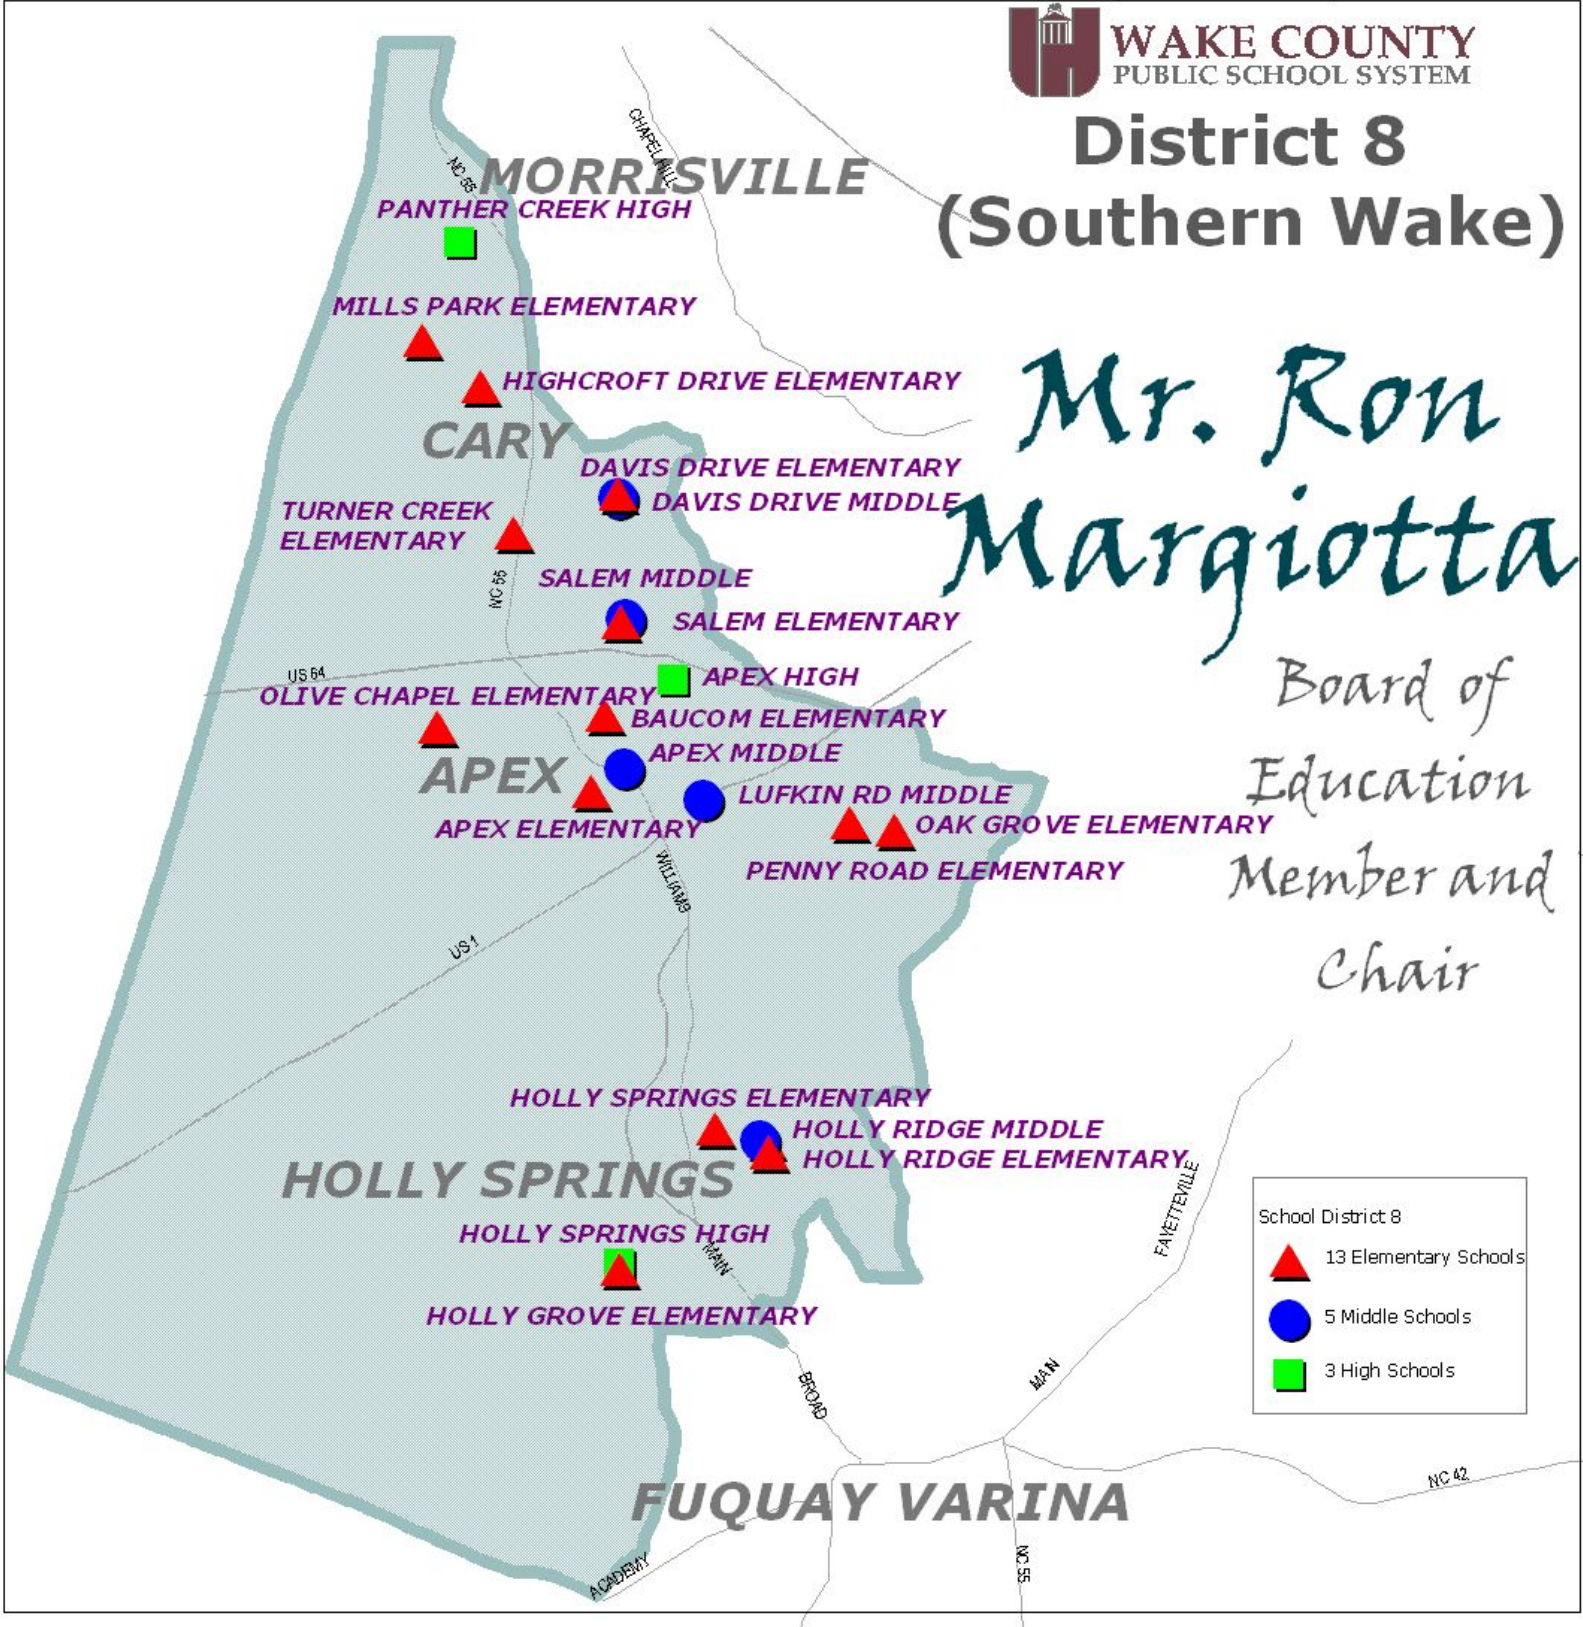 WAKE COUNTY
PUBLIC SCHOOL SYSTEM
District 8
(Southern Wake)
Mr. Ron
Margiotta
Board of
Education
Member and
Chair
CHAPEL HILL
NC 55
MORRISVILLE
PANTHER CREEK HIGH
MILLS PARK ELEMENTARY
HIGHCROFT DRIVE ELEMENTARY
CARY
DAVIS DRIVE ELEMENTARY
DAVIS DRIVE MIDDLE
TURNER CREEK
ELEMENTARY
NC 55
SALEM MIDDLE
SALEM ELEMENTARY
US 64
APEX HIGH
OLIVE CHAPEL ELEMENTARY
BAUCOM ELEMENTARY
APEX MIDDLE
APEX
LUFKIN RD MIDDLE
APEX ELEMENTARY
OAK GROVE ELEMENTARY
PENNY ROAD ELEMENTARY
WILLIAMS
US 1
HOLLY SPRINGS ELEMENTARY
HOLLY RIDGE MIDDLE
HOLLY RIDGE ELEMENTARY
HOLLY SPRINGS
FAYETTEVILLE
HOLLY SPRINGS HIGH
MAIN
HOLLY GROVE ELEMENTARY
School District 8
13 Elementary Schools
5 Middle Schools
3 High Schools
BROAD
MAIN
NC 42
FUQUAY VARINA
ACADEMY
NC 55